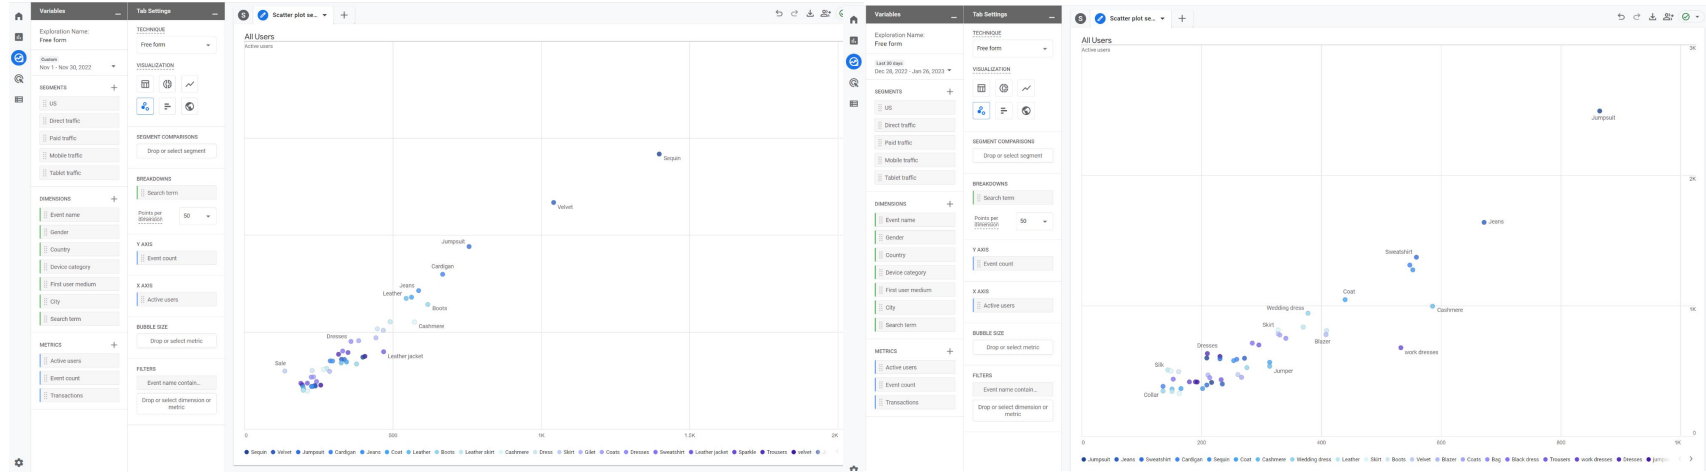 Variables
Exploration Name:
Free form
Custom
Nov 1 - Nov 30, 2022
SEGMENTS
US
Direct traffic
Paid traffic
Mobile traffic
Tablet traffic
DIMENSIONS
Event name
Gender
Country
Device category
First user medium
City
Search term
METRICS
Active users
Event count
Transactions
Tab Settings
TECHNIQUE
Free form
VISUALIZATION
SEGMENT COMPARISONS
Drop or select segment
BREAKDOWNS
Search term
Points per
dimension
50
Y AXIS
Event count
X AXIS
Active users
BUBBLE SIZE
Drop or select metric
FILTERS
Event name contain...
Drop or select dimension or
metric
S
Scatter plot se...
All Users
Active users
Sequin
Velvet
Jumpsuit
Cardigan
Jeans
Leather
Boots
Cashmere
Dresses
Leather jacket
Sale
0
500
1K
1,5K
2K
Sequin Velvet Jumpsuit Cardigan Jeans Coat Leather Boots Leather skirt Cashmere Dress Skirt Gilet Coats Dresses Sweatshirt Leather jacket Sparkle Trousers velvet
Variables
Exploration Name:
Free form
Last 30 days
Dec 28, 2022 - Jan 26, 2023
SEGMENTS
US
Direct traffic
Paid traffic
Mobile traffic
Tablet traffic
DIMENSIONS
Event name
Gender
Country
Device category
First user medium
City
Search term
METRICS
Active users
Event count
Transactions
Tab Settings
TECHNIQUE
Free form
VISUALIZATION
SEGMENT COMPARISONS
Drop or select segment
BREAKDOWNS
Search term
Points per
dimension
50
Y AXIS
Event count
X AXIS
Active users
BUBBLE SIZE
Drop or select metric
FILTERS
Event name contain...
Drop or select dimension or
metric
S
Scatter plot se...
All Users
Active users
3K
Jumpsuit
2K
Jeans
Sweatshirt
Coat
Wedding dress
Cashmere
1K
Skirt
Blazer
Dresses
work dresses
Silk
Jumper
Collar
0
0
200
400
600
800
1K
Jumpsuit Jeans Sweatshirt Cardigan Sequin Coat Cashmere Wedding dress Leather Skirt Boots Velvet Blazer Coats Bag Black dress Trousers work dresses Dresses